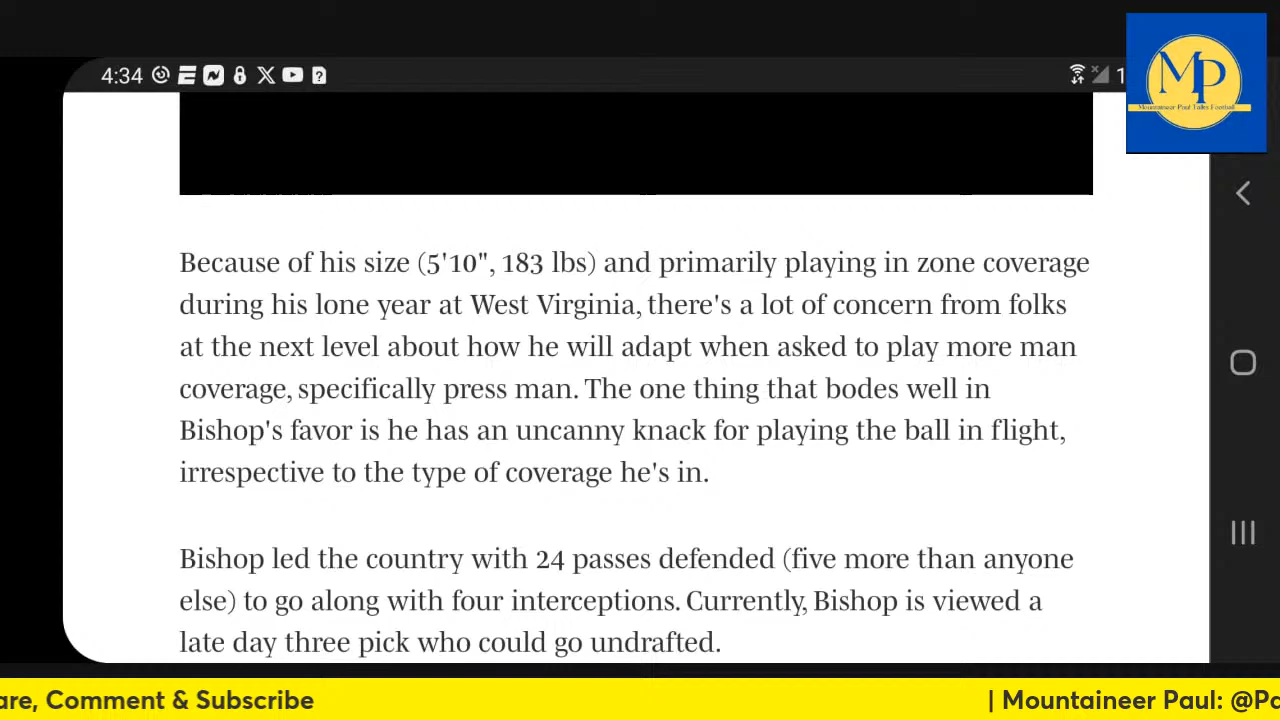 4:34
1
MP
Mountaineer Paul Talks Football
Because of his size (5'10", 183 lbs) and primarily playing in zone coverage
during his lone year at West Virginia, there's a lot of concern from folks
at the next level about how he will adapt when asked to play more man
coverage, specifically press man. The one thing that bodes well in
Bishop's favor is he has an uncanny knack for playing the ball in flight,
irrespective to the type of coverage he's in.
Bishop led the country with 24 passes defended (five more than anyone
else) to go along with four interceptions. Currently, Bishop is viewed a
late day three pick who could go undrafted.
are, Comment & Subscribe
| Mountaineer Paul: @Pa